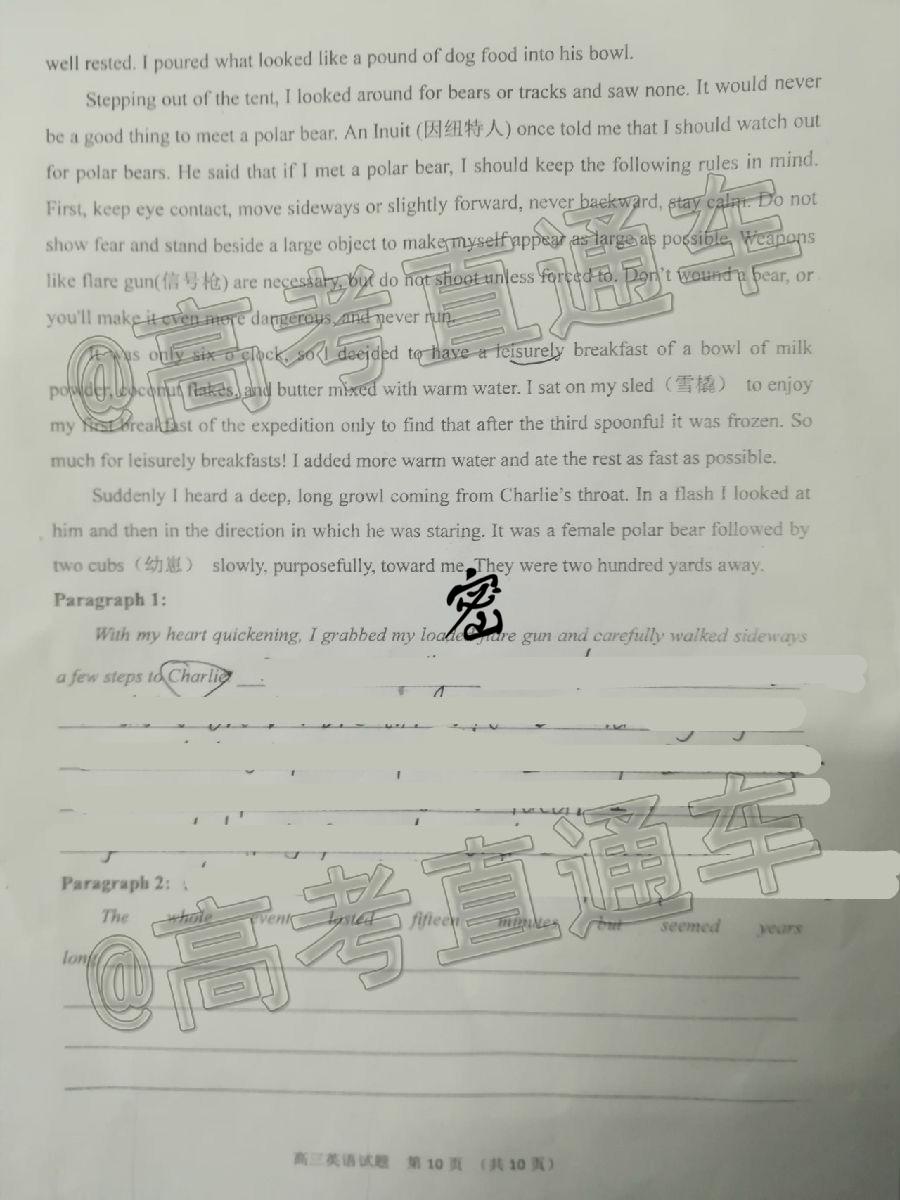 well rested. I poured what looked like a pound of dog food into his bowl.
Stepping out of the tent, I looked around for bears or tracks and saw none. It would never
be a good thing to meet a polar bear. An Inuit (因纽特人) once told me that I should watch out
for polar bears. He said that if I met a polar bear, I should keep the following rules in mind.
First, keep eye contact, move sideways or slightly forward, never backward, stay calm. Do not
show fear and stand beside a large object to make myself appear as large as possible. Weapons
like flare gun(信号枪) are necessary, but do not shoot unless forced to. Don't wound a bear, or
you'll make it even more dangerous, and never run.
It was only six o'clock, so I decided to have a leisurely breakfast of a bowl of milk
powder, coconut flakes, and butter mixed with warm water. I sat on my sled（雪橇） to enjoy
my first breakfast of the expedition only to find that after the third spoonful it was frozen. So
much for leisurely breakfasts! I added more warm water and ate the rest as fast as possible.
Suddenly I heard a deep, long growl coming from Charlie's throat. In a flash I looked at
him and then in the direction in which he was staring. It was a female polar bear followed by
two cubs（幼崽） slowly, purposefully, toward me. They were two hundred yards away.
密
Paragraph 1:
With my heart quickening, I grabbed my loaded flare gun and carefully walked sideways
a few steps to Charlie
Paragraph 2:
The whole event lasted fifteen minutes but seemed years
long
高三英语试题 第 10 页 （共 10 页）
@高考直通车
@高考直通车